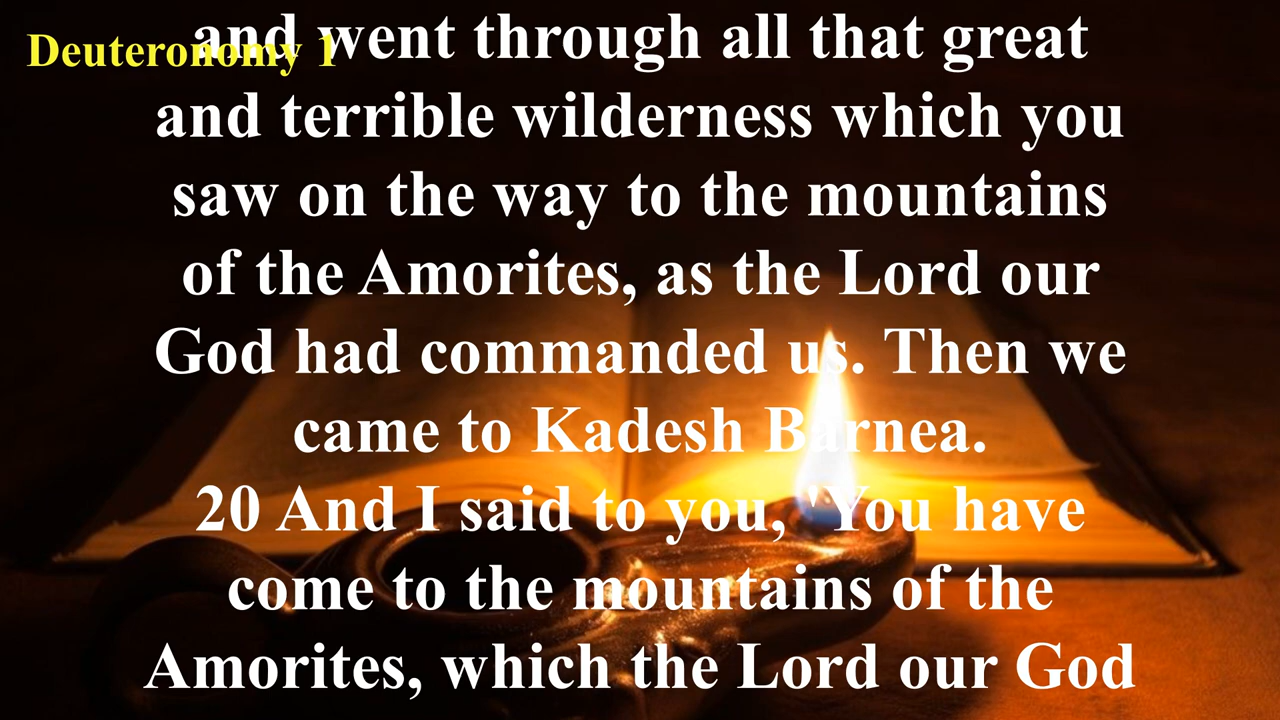 Deuteronomy 1
and went through all that great
and terrible wilderness which you
saw on the way to the mountains
of the Amorites, as the Lord our
God had commanded us. Then we
came to Kadesh Barnea.
20 And I said to you, 'You have
come to the mountains of the
Amorites, which the Lord our God